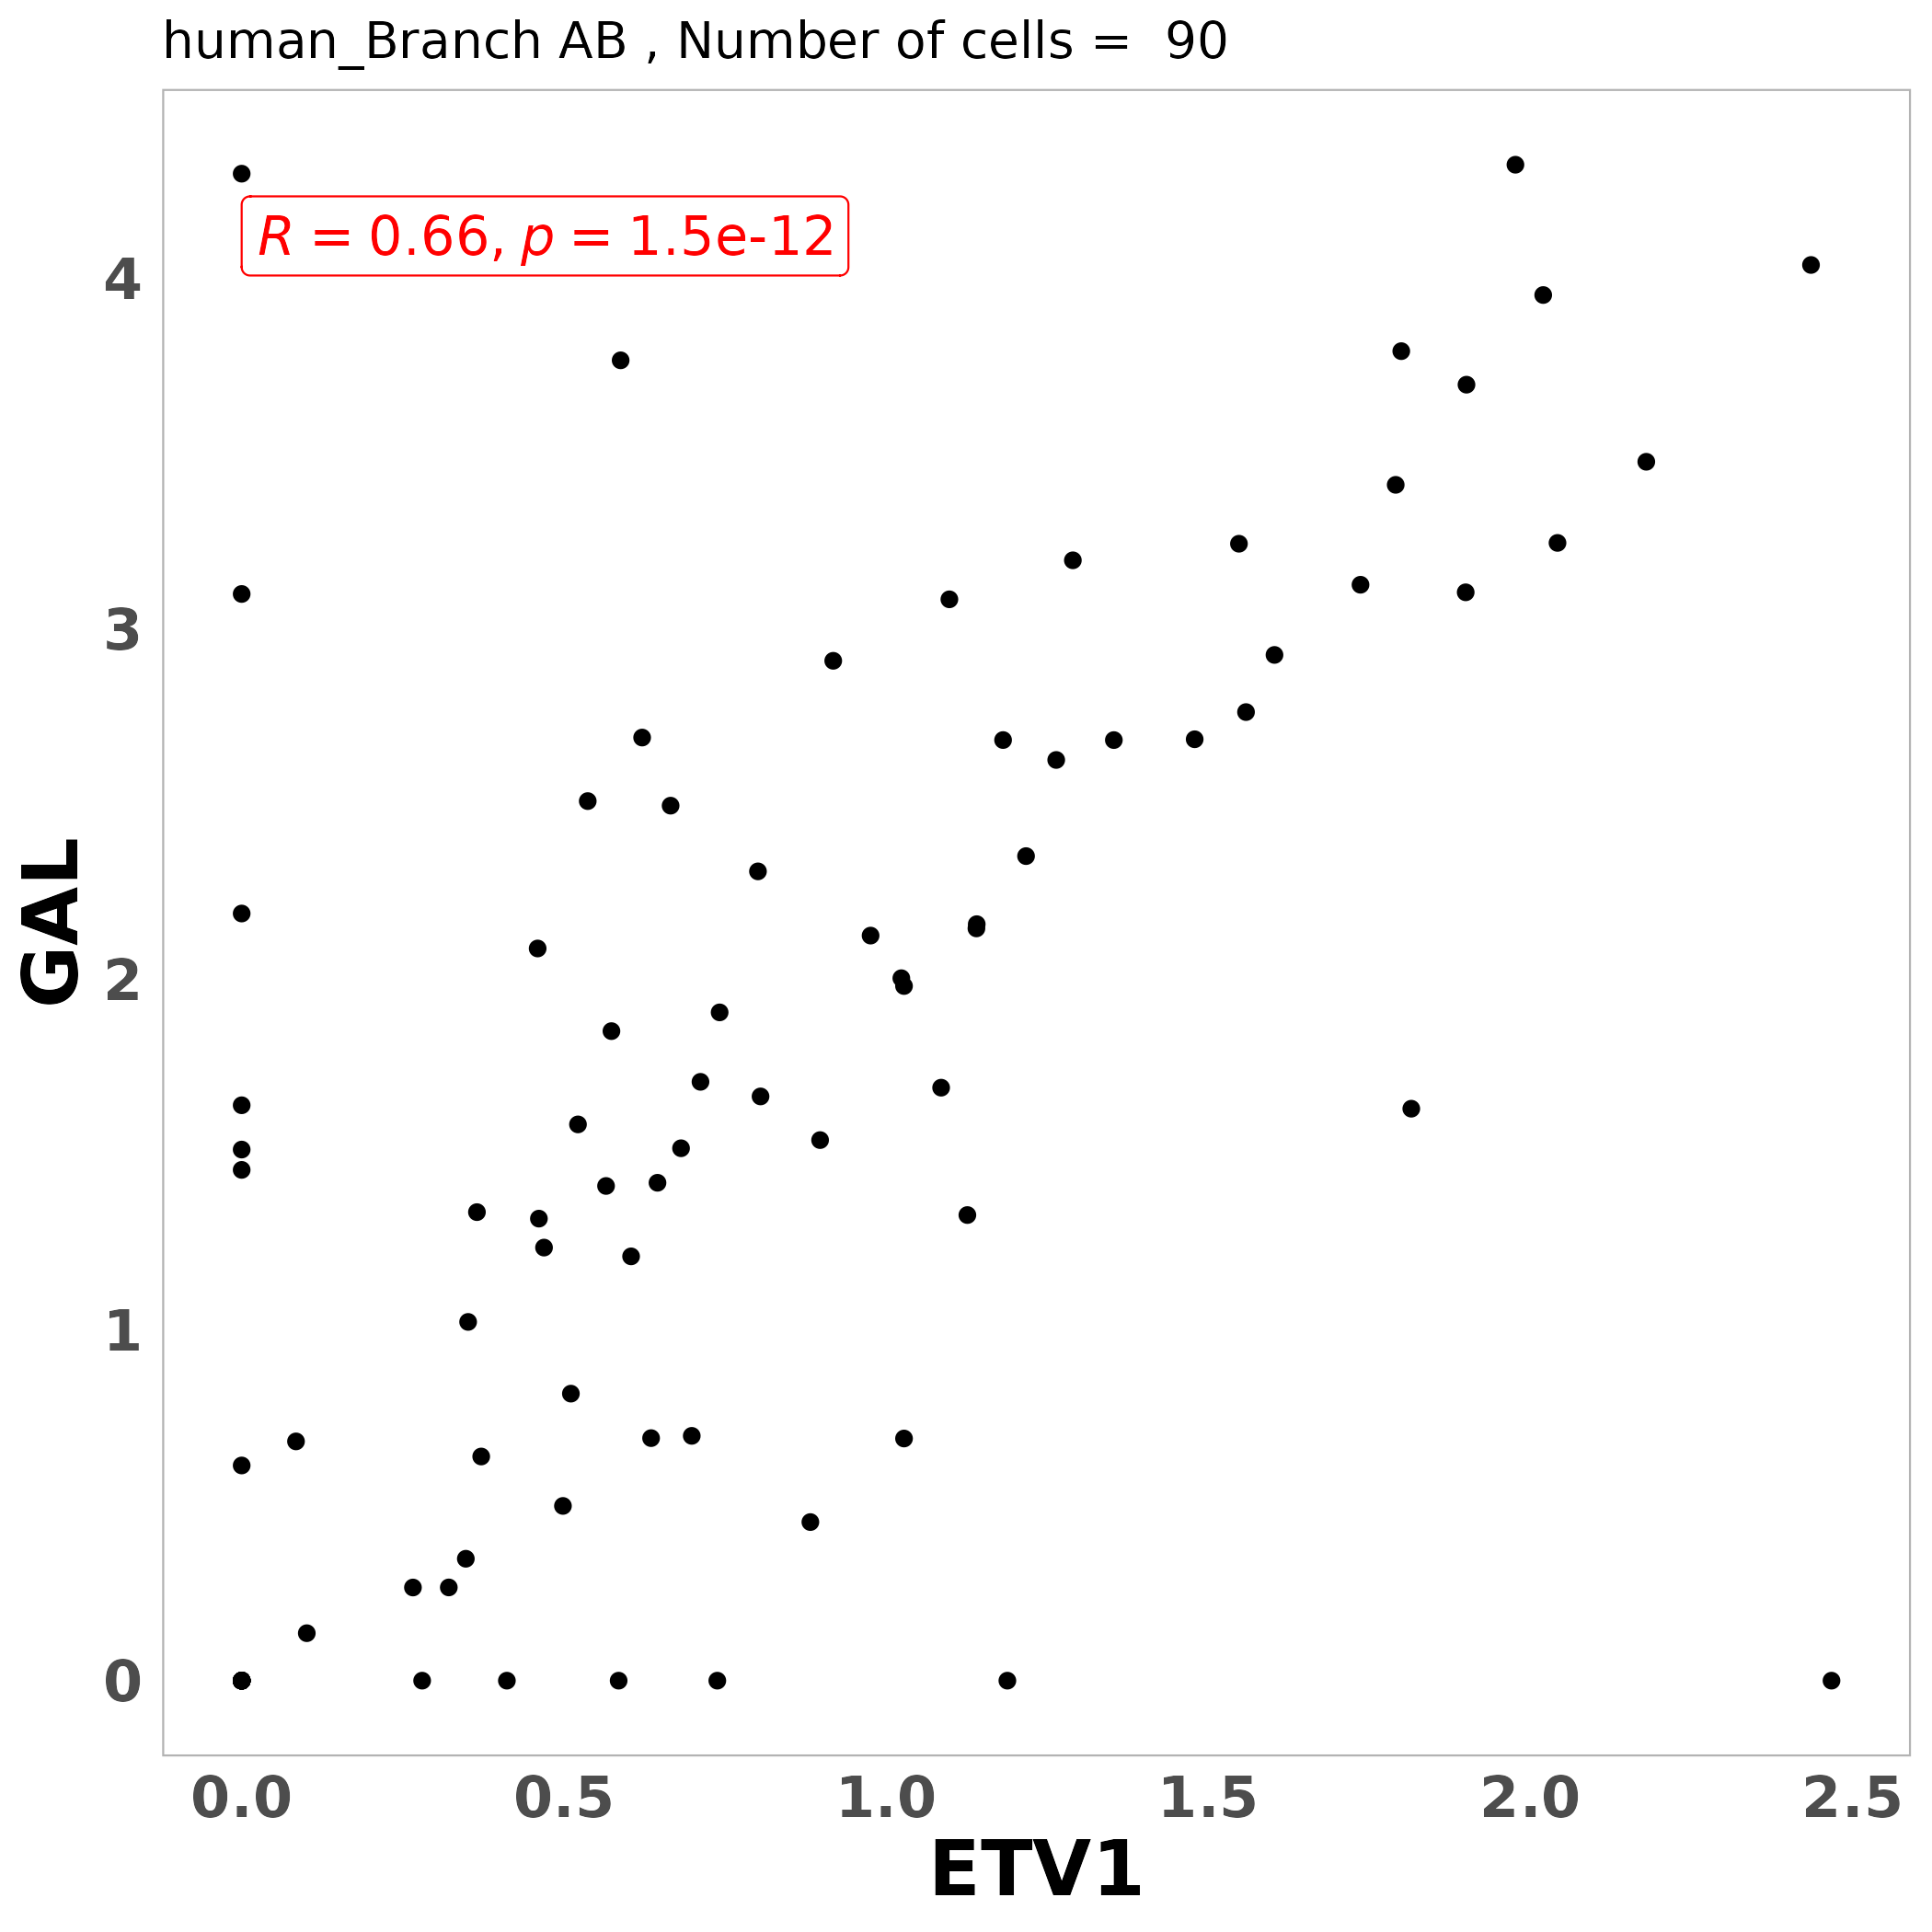 human_Branch AB , Number of cells =  90
R = 0.66, p = 1.5e-12
4
3
2
1
0
GAL
0.0 0.5 1.0 1.5 2.0 2.5
ETV1